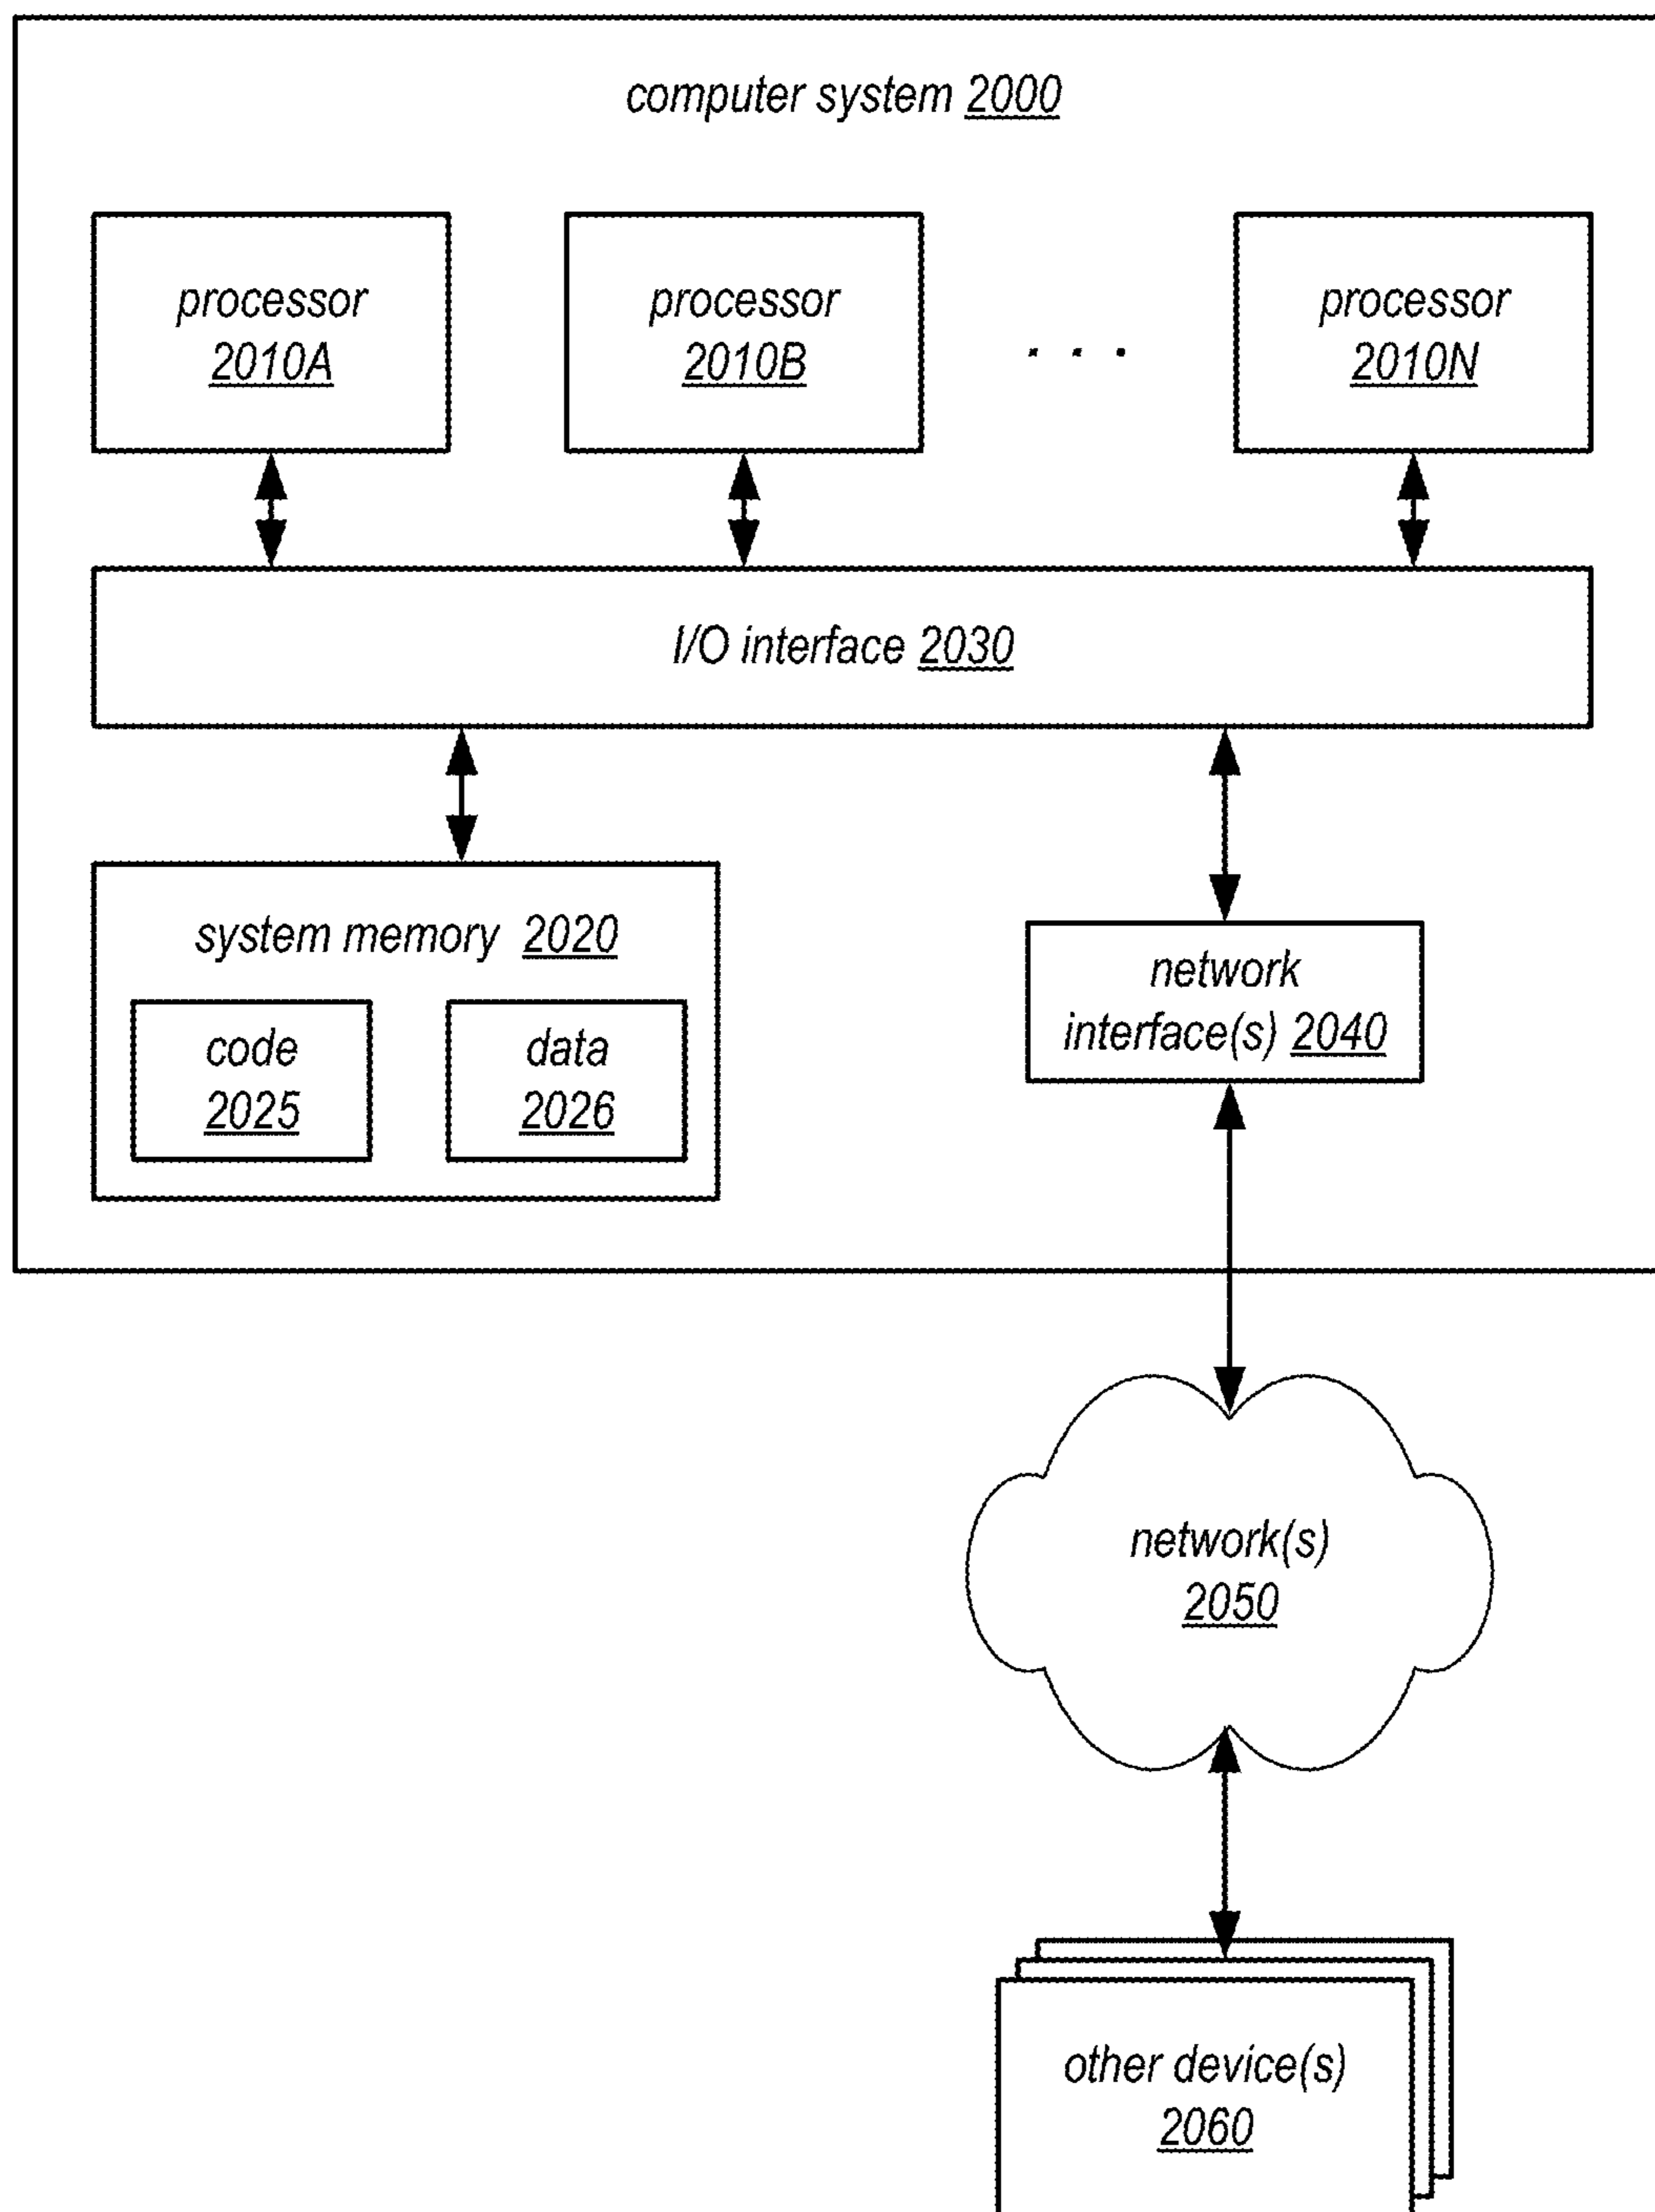 computer system 2000
processor
2010A
processor
2010B
. . .
processor
2010N
I/O interface 2030
system memory 2020
code
2025
data
2026
network
interface(s) 2040
network(s)
2050
other device(s)
2060